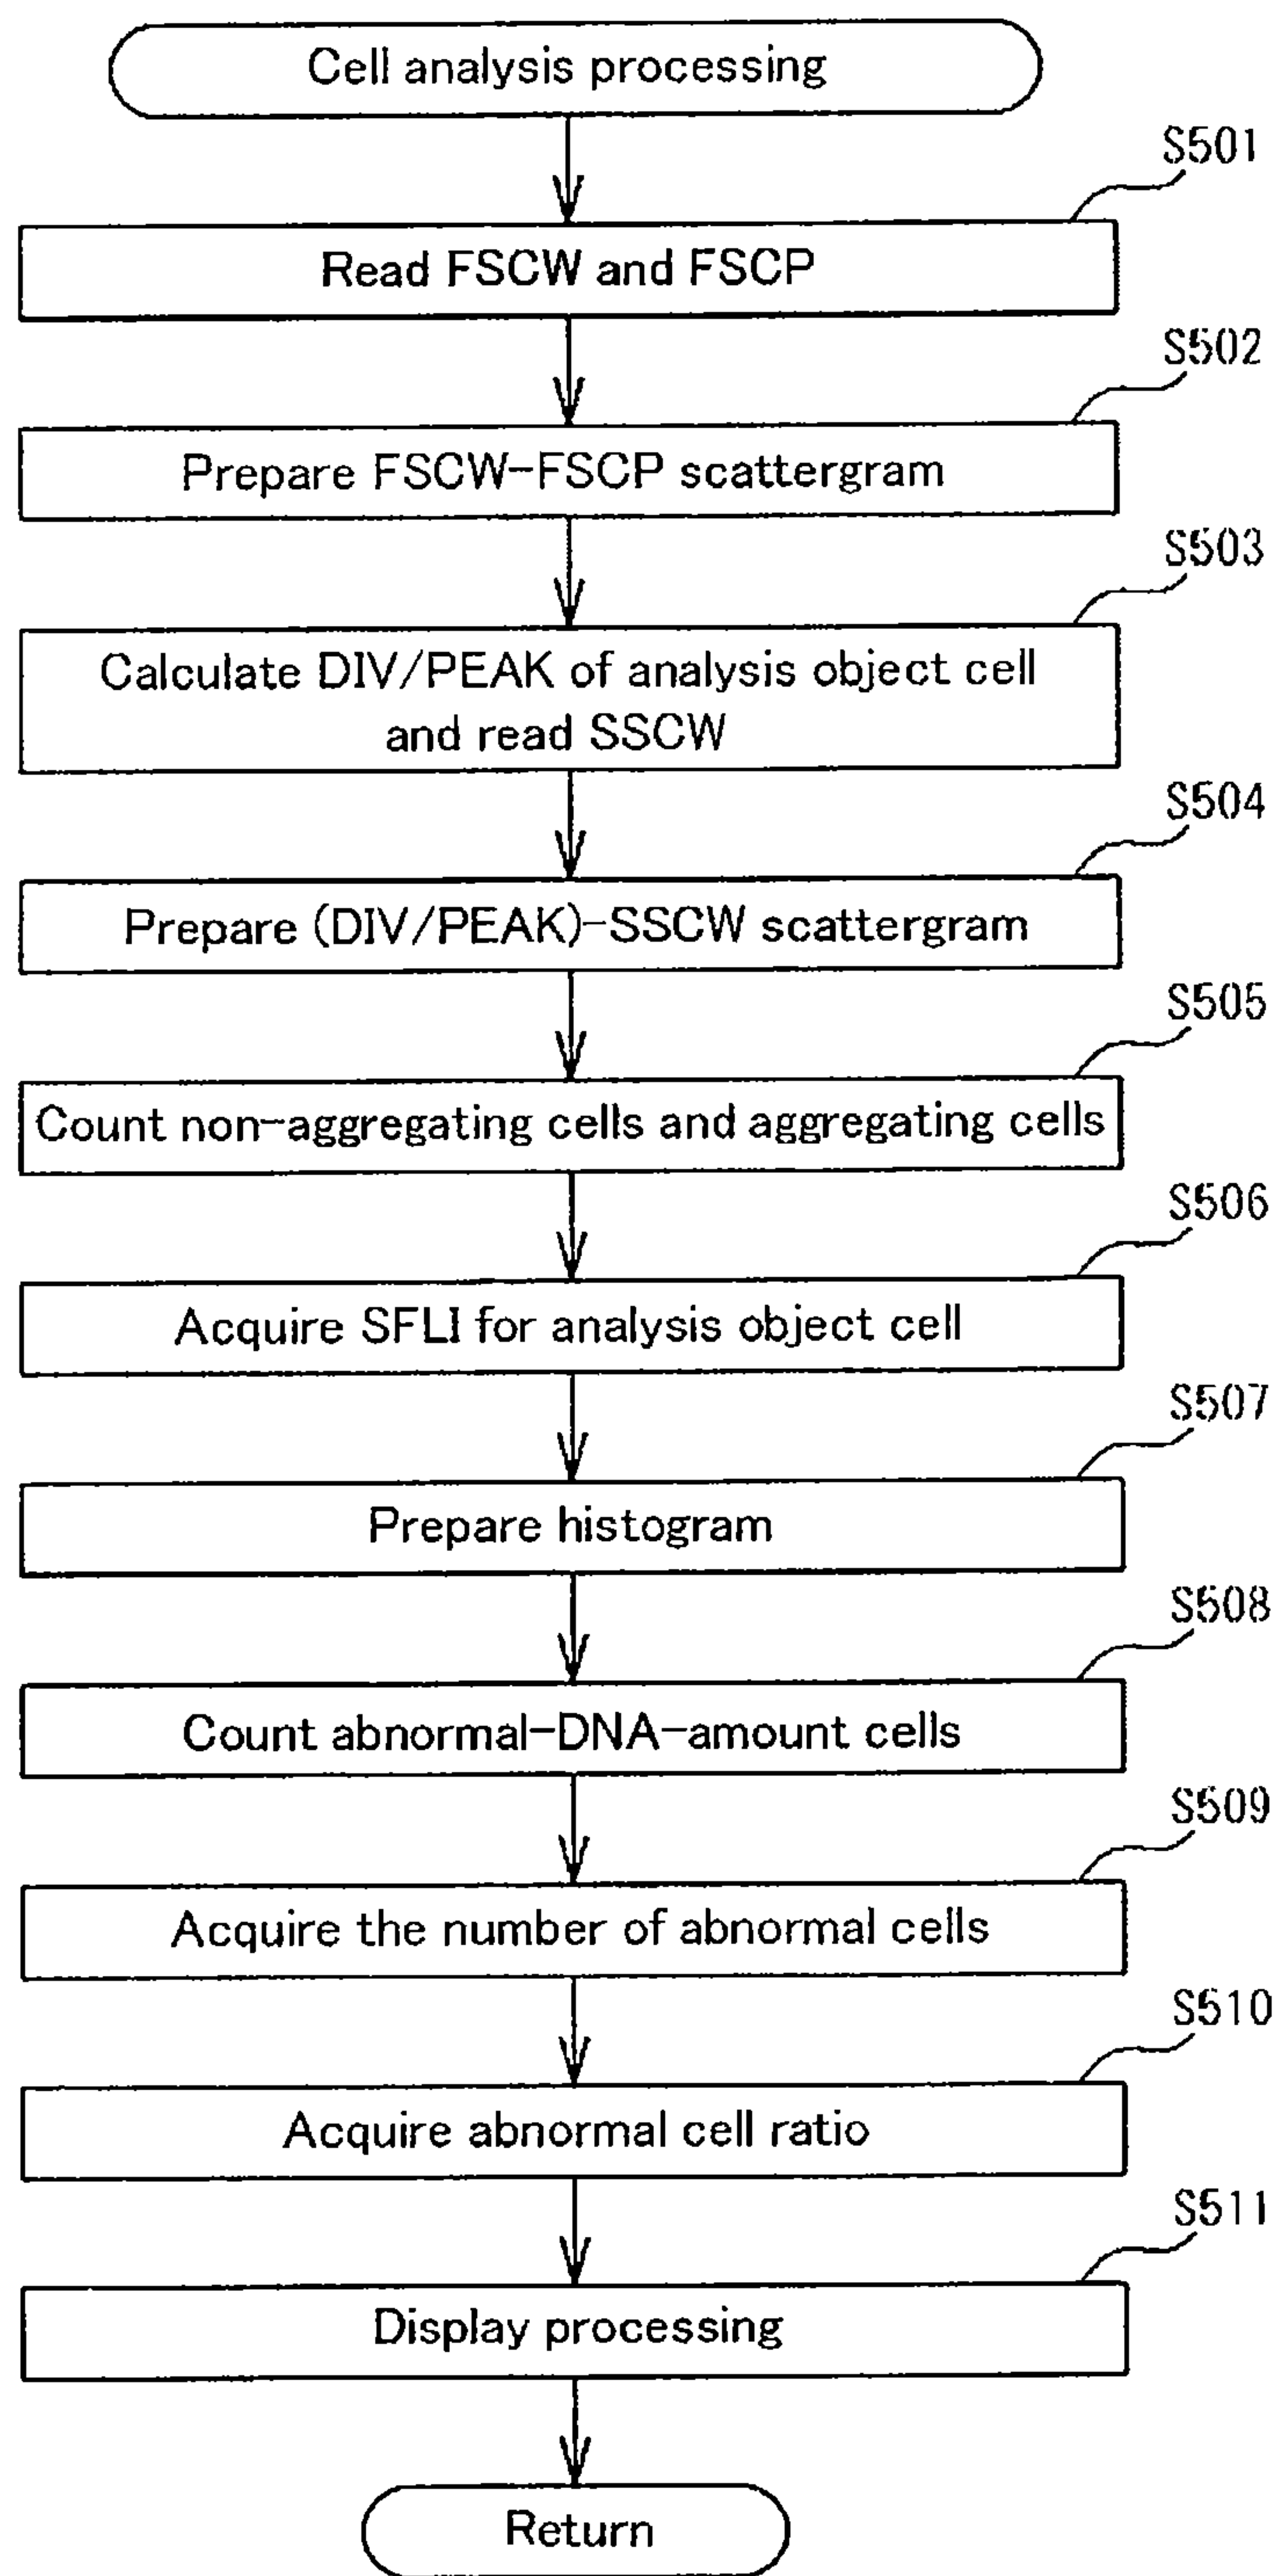 Cell analysis processing
S501
Read FSCW and FSCP
S502
Prepare FSCW-FSCP scattergram
S503
Calculate DIV/PEAK of analysis object cell
and read SSCW
S504
Prepare (DIV/PEAK)-SSCW scattergram
S505
Count non-aggregating cells and aggregating cells
S506
Acquire SFLI for analysis object cell
S507
Prepare histogram
S508
Count abnormal-DNA-amount cells
S509
Acquire the number of abnormal cells
S510
Acquire abnormal cell ratio
S511
Display processing
Return